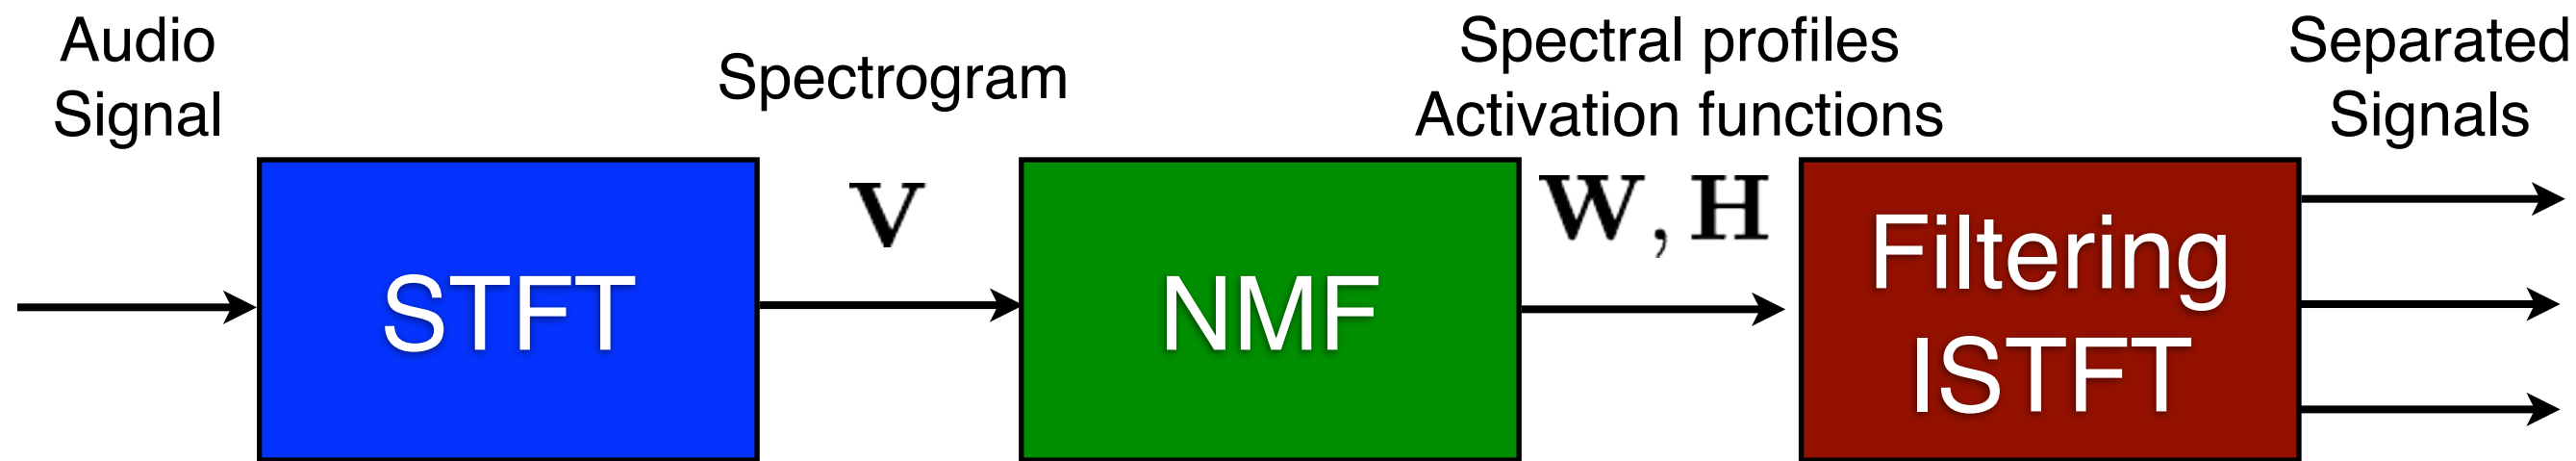 Audio
Signal
Spectrogram
Spectral profiles
Activation functions
Separated
Signals
V
W, H
STFT
NMF
Filtering
ISTFT